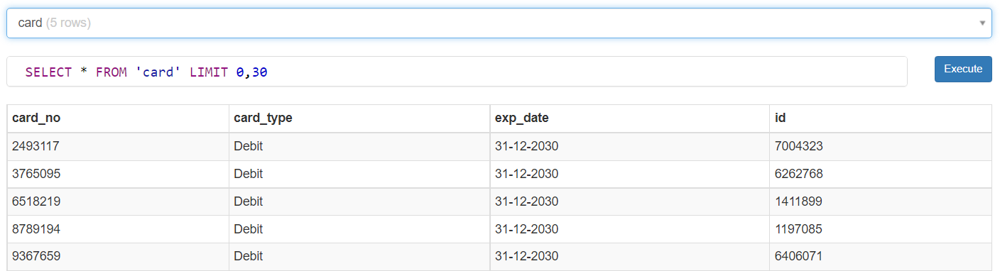 card (5 rows)
SELECT * FROM 'card' LIMIT 0,30
Execute
card_no card_type exp_date id
2493117 Debit 31-12-2030 7004323
3765095 Debit 31-12-2030 6262768
6518219 Debit 31-12-2030 1411899
8789194 Debit 31-12-2030 1197085
9367659 Debit 31-12-2030 6406071